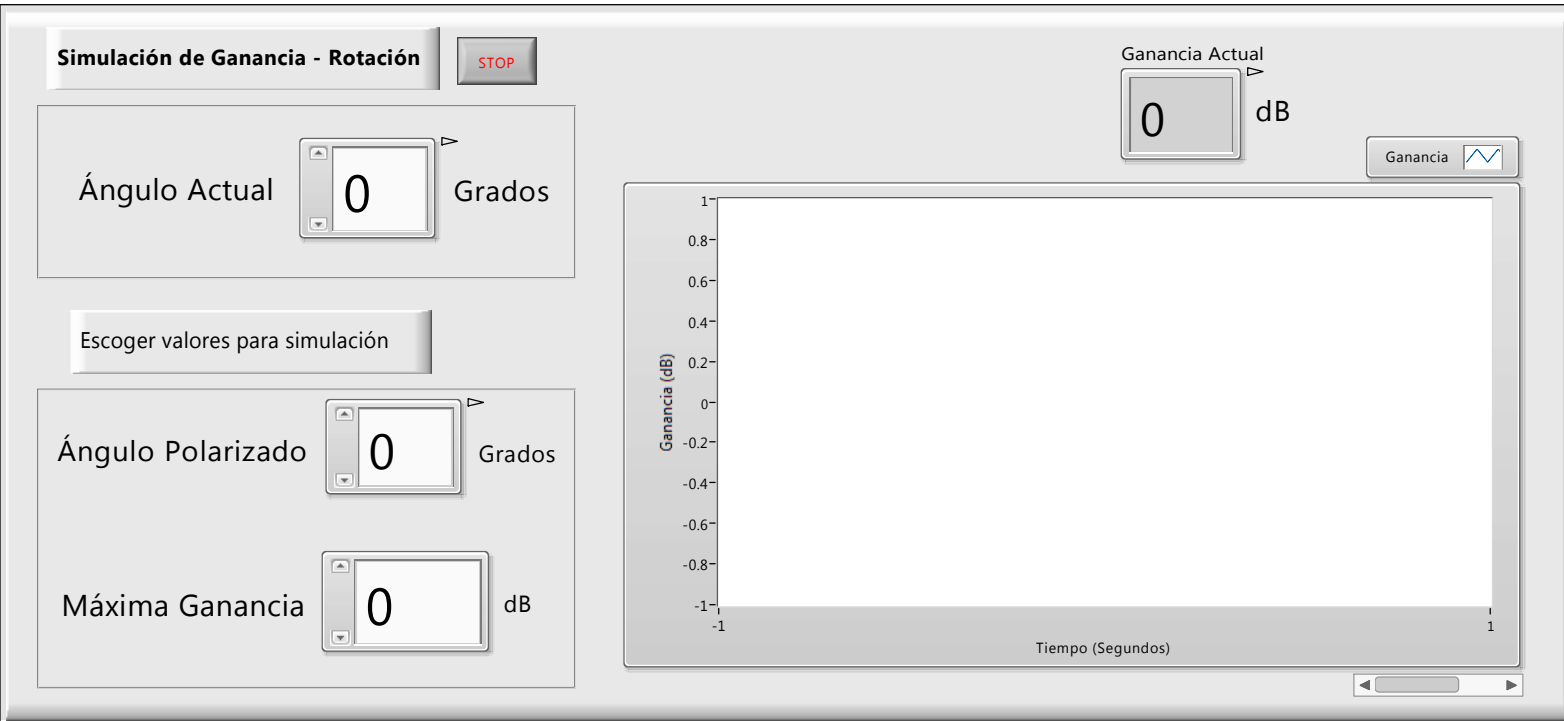 Simulación de Ganancia - Rotación
STOP
Ángulo Actual
0
Grados
Escoger valores para simulación
Ángulo Polarizado
0
Grados
Máxima Ganancia
0
dB
Ganancia Actual
0
dB
Ganancia
Ganancia (dB)
1
0.8
0.6
0.4
0.2
0
-0.2
-0.4
-0.6
-0.8
-1
-1
1
Tiempo (Segundos)